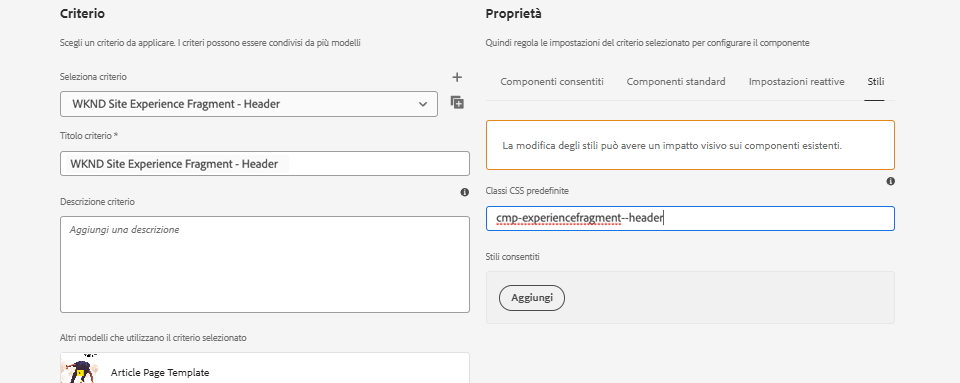 Criterio
Scegli un criterio da applicare. I criteri possono essere condivisi da più modelli
Seleziona criterio
WKND Site Experience Fragment - Header
Titolo criterio *
WKND Site Experience Fragment - Header
Descrizione criterio
Aggiungi una descrizione
Altri modelli che utilizzano il criterio selezionato
Article Page Template
Proprietà
Quindi regola le impostazioni del criterio selezionato per configurare il componente
Componenti consentiti
Componenti standard
Impostazioni reattive
Stili
La modifica degli stili può avere un impatto visivo sui componenti esistenti.
Classi CSS predefinite
cmp-experiencefragment--header
Stili consentiti
Aggiungi